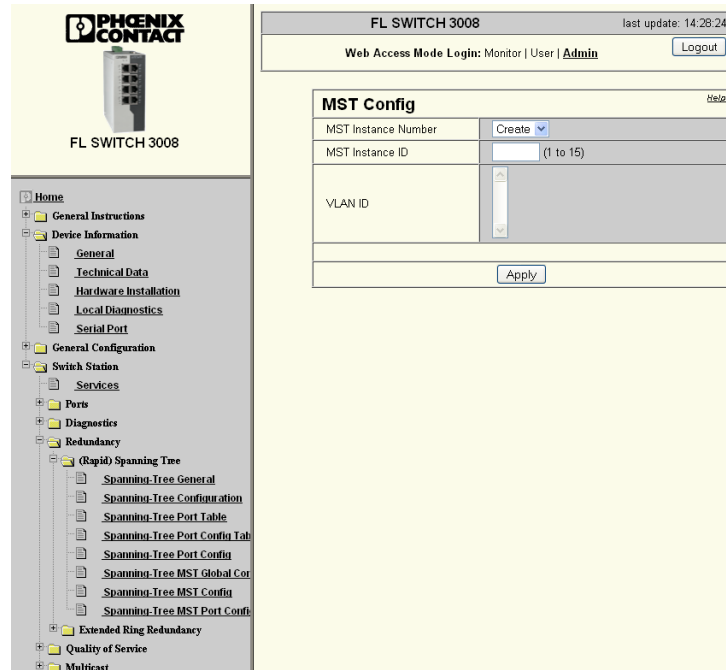 PHŒNIX
CONTACT
FL SWITCH 3008
Home
General Instructions
Device Information
General
Technical Data
Hardware Installation
Local Diagnostics
Serial Port
General Configuration
Switch Station
Services
Ports
Diagnostics
Redundancy
(Rapid) Spanning Tree
Spanning-Tree General
Spanning-Tree Configuration
Spanning-Tree Port Table
Spanning-Tree Port Config Tab
Spanning-Tree Port Config
Spanning-Tree MST Global Con
Spanning-Tree MST Config
Spanning-Tree MST Port Confi
Extended Ring Redundancy
Quality of Service
Multicast
FL SWITCH 3008 last update: 14:28:24
Web Access Mode Login: Monitor | User | Admin Logout
MST Config Help
MST Instance Number Create
MST Instance ID (1 to 15)
VLAN ID
Apply